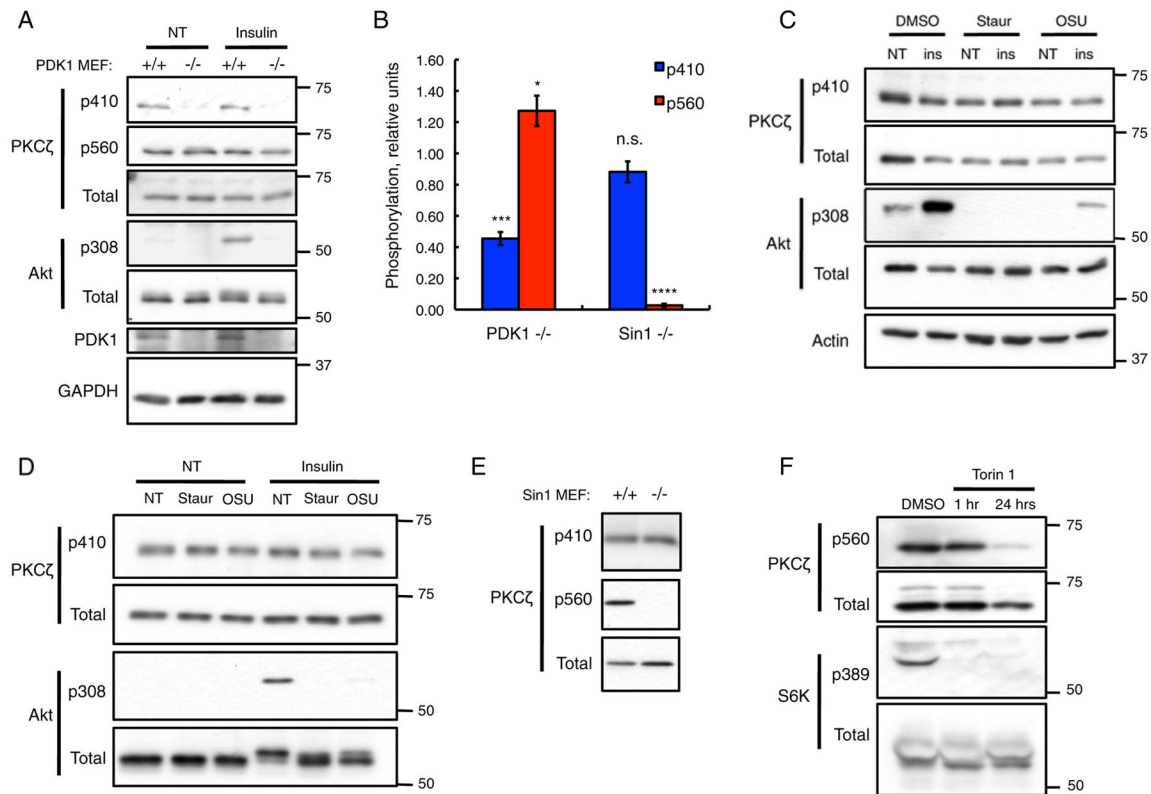 A
NT Insulin
PDK1 MEF: +/+ -/- +/+ -/-
PKCζ
p410
75
p560
75
Total
75
Akt
p308
50
Total
50
PDK1
37
GAPDH
B
Phosphorylation, relative units
1.60
1.40
1.20
1.00
0.80
0.60
0.40
0.20
0.00
p410
p560
***
*
n.s.
****
PDK1 -/- Sin1 -/-
C
DMSO Staur OSU
NT ins NT ins NT ins
PKCζ
p410
75
Total
75
Akt
p308
50
Total
50
Actin
37
D
NT Insulin
NT Staur OSU NT Staur OSU
PKCζ
p410
75
Total
75
Akt
p308
50
Total
50
E
Sin1 MEF: +/+ -/-
PKCζ
p410
p560
Total
F
Torin 1
DMSO 1 hr 24 hrs
PKCζ
p560
75
Total
75
S6K
p389
50
Total
50